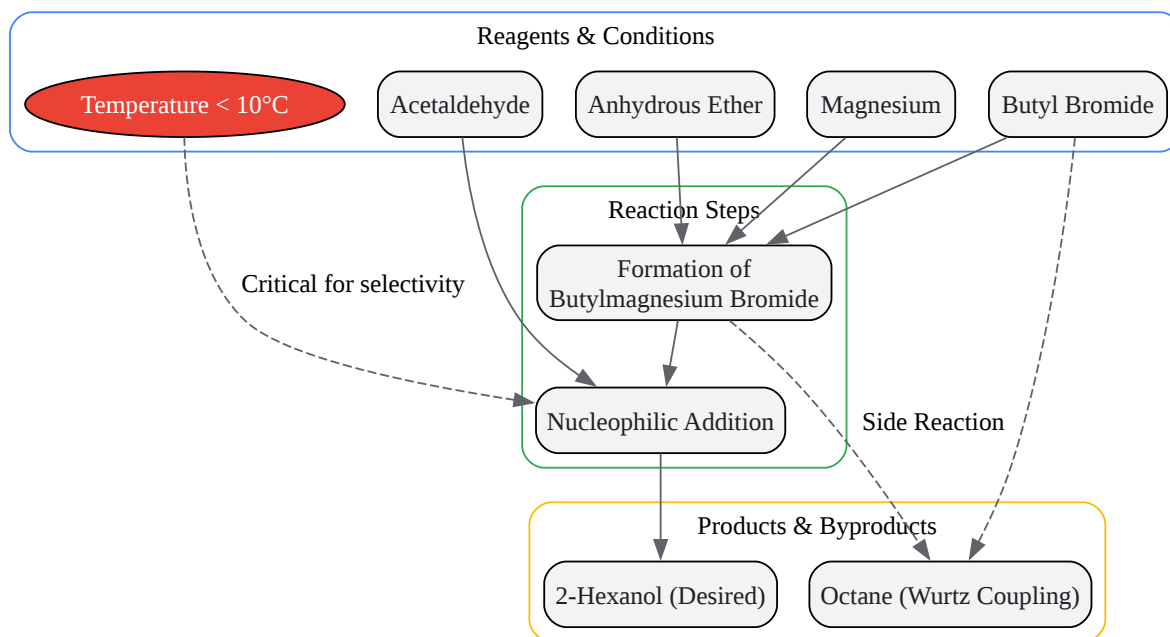 Reagents & Conditions
Temperature < 10°C
Acetaldehyde
Anhydrous Ether
Magnesium
Butyl Bromide
Reaction Steps
Formation of
Butylmagnesium Bromide
Critical for selectivity
Nucleophilic Addition
Side Reaction
Products & Byproducts
2-Hexanol (Desired)
Octane (Wurtz Coupling)